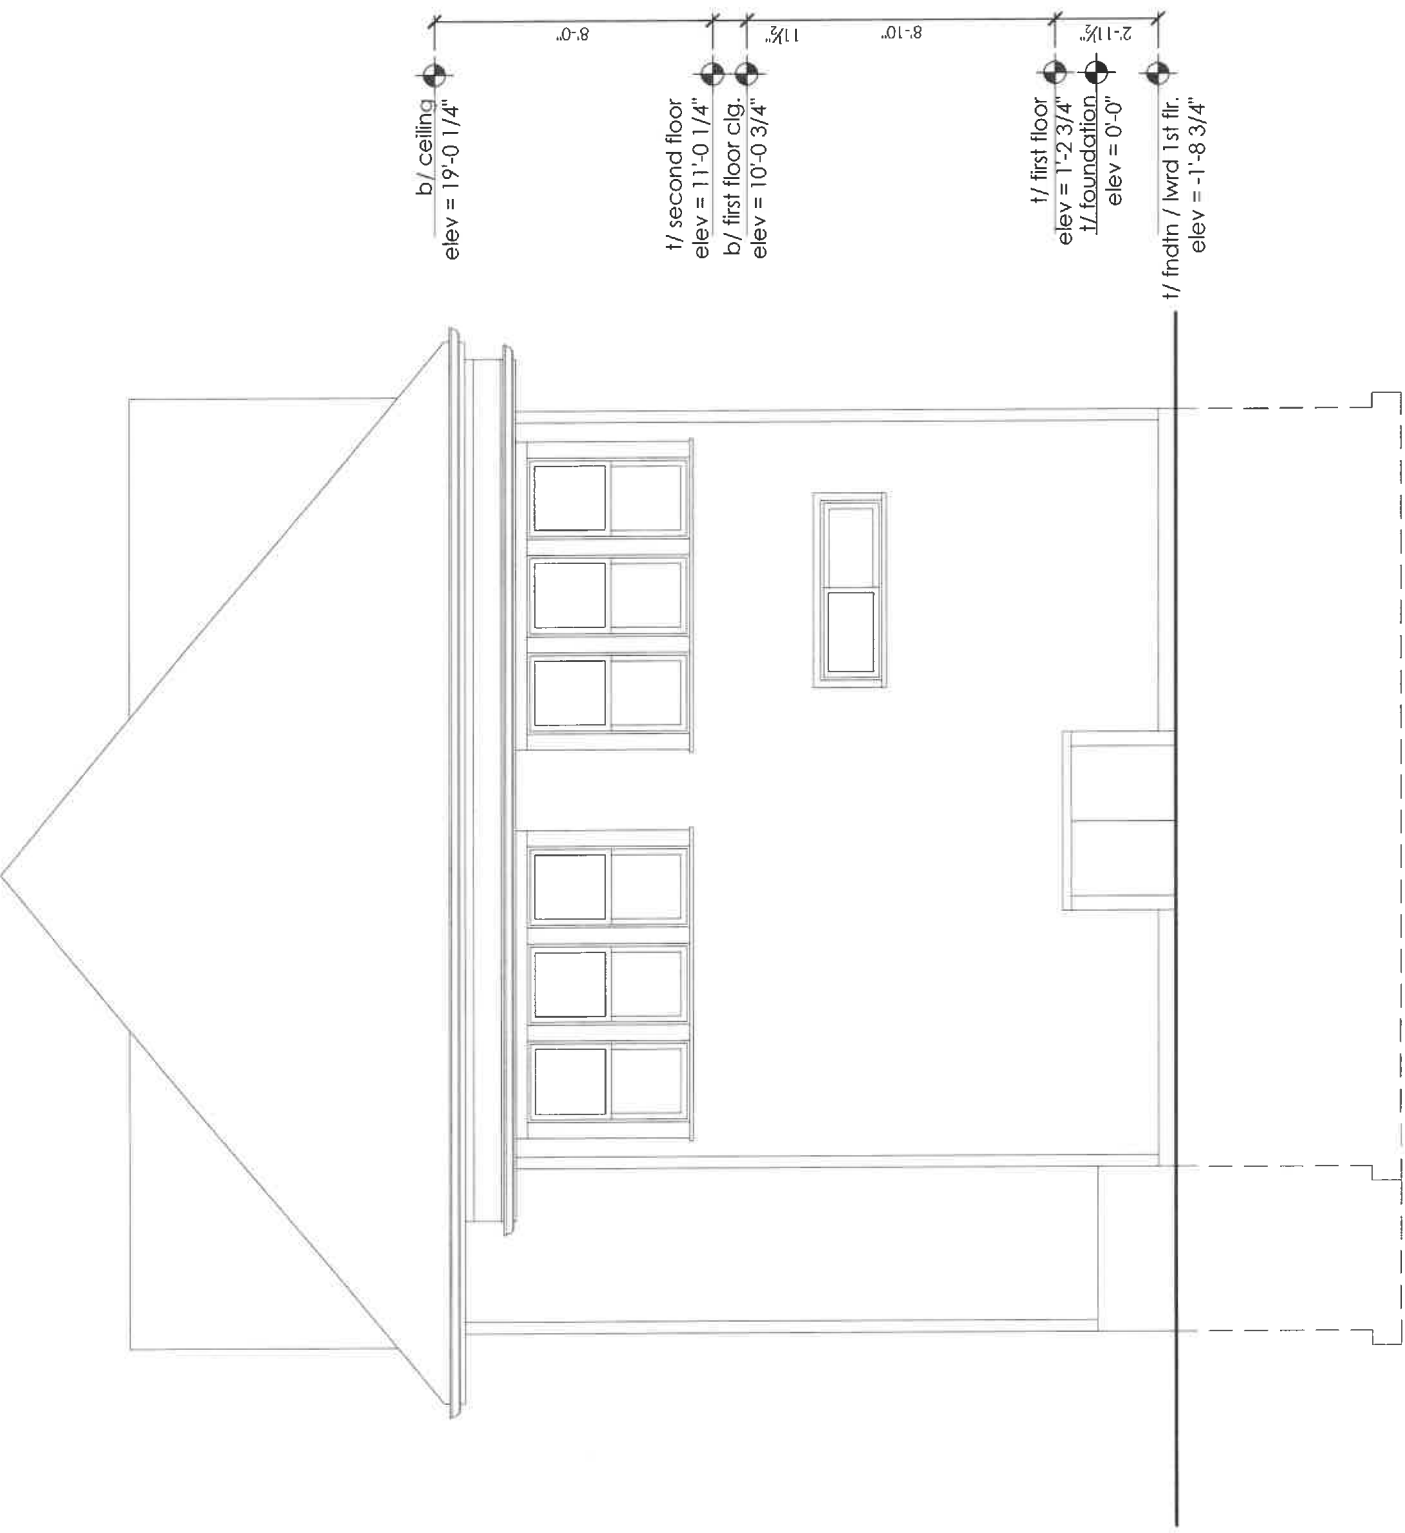 8'-0"
11½"
8'-10"
2'-11½"
b/ ceiling
elev = 19'-0 1/4"
t/ second floor
elev = 11'-0 1/4"
b/ first floor clg.
elev = 10'-0 3/4"
t/ first floor
elev = 1'-2 3/4"
t/ foundation
elev = 0'-0"
t/ fndtn / lwrd 1st flr.
elev = -1'-8 3/4"